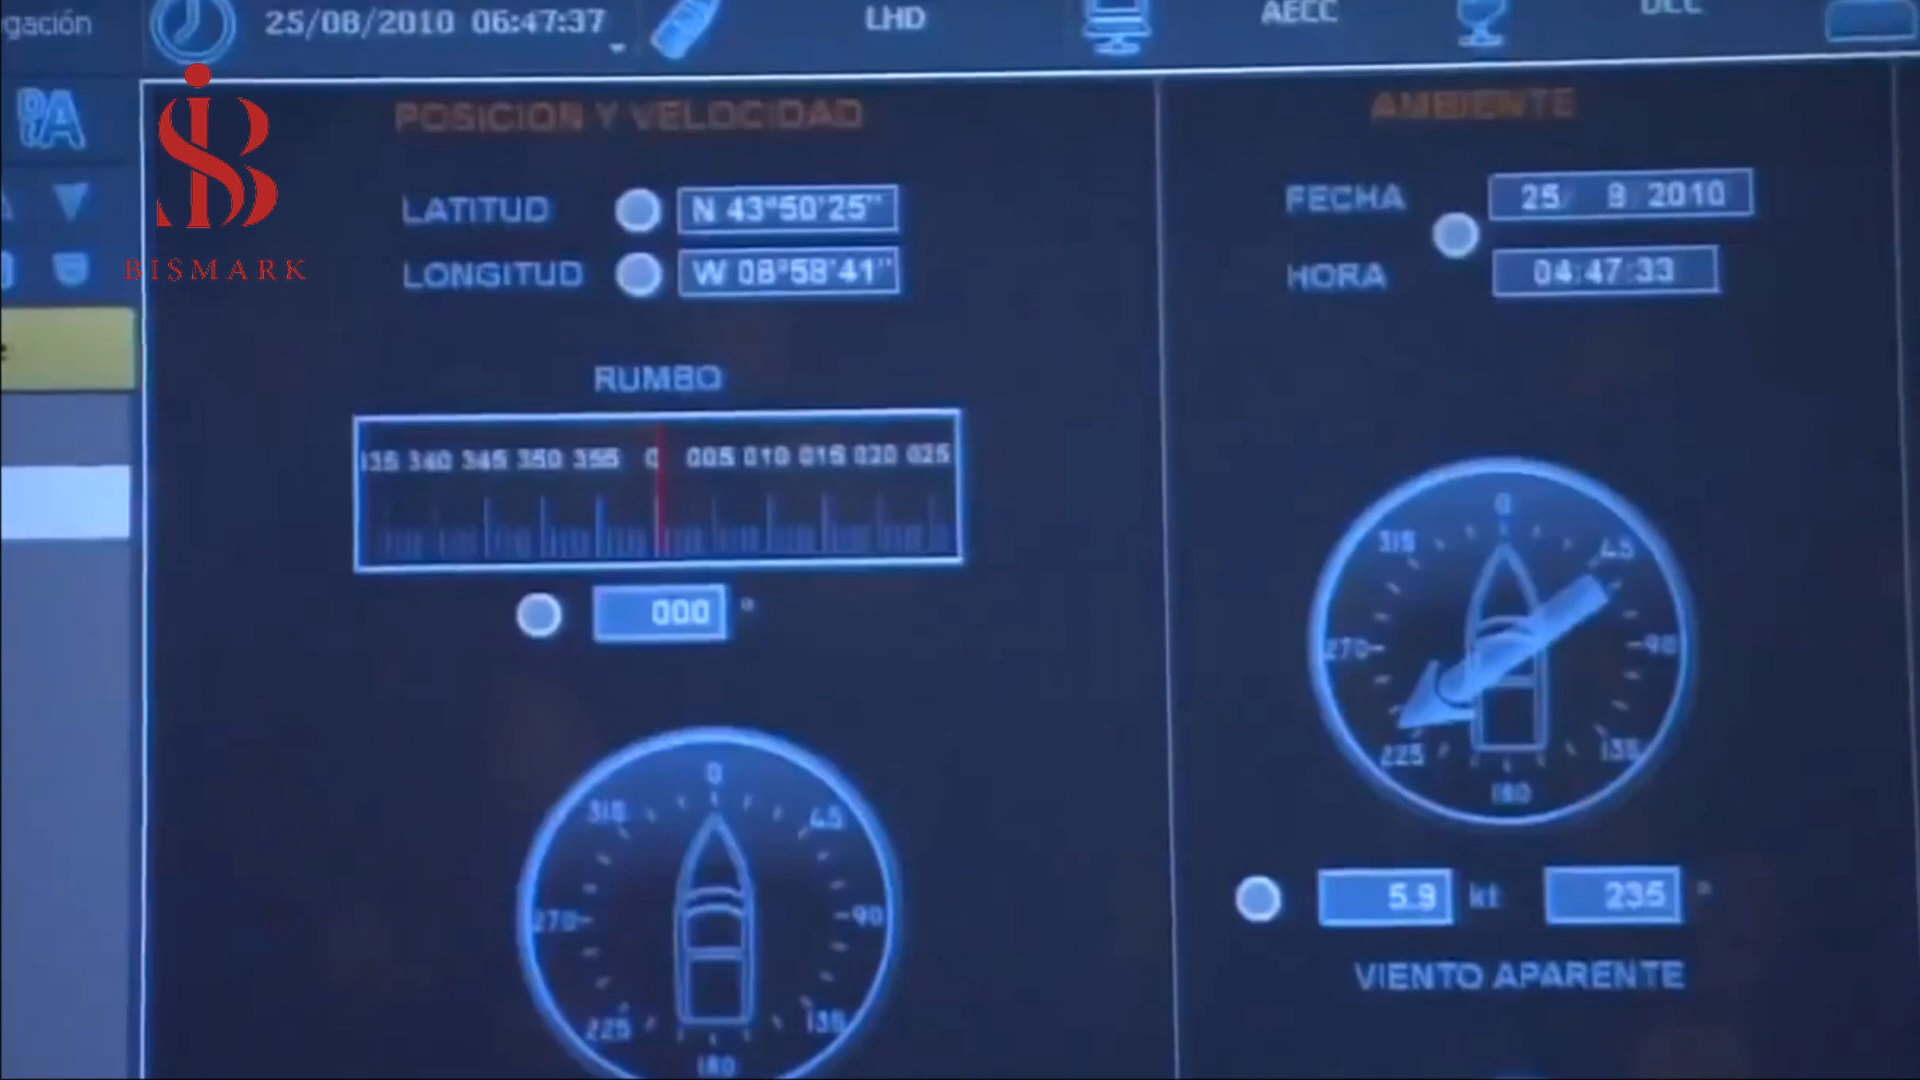 gación 25/08/2010 06:47:37 LHD AECC DCC
BISMARK
POSICION Y VELOCIDAD
LATITUD N 43°50'25"
LONGITUD W 08°58'41"
RUMBO
335 340 345 350 355 0 005 010 015 020 025
000 °
0
315 45
270 90
225 135
180
AMBIENTE
FECHA 25/ 8 2010
HORA 04:47:33
0
315 45
270 90
225 135
180
5.9 kt 235 °
VIENTO APARENTE